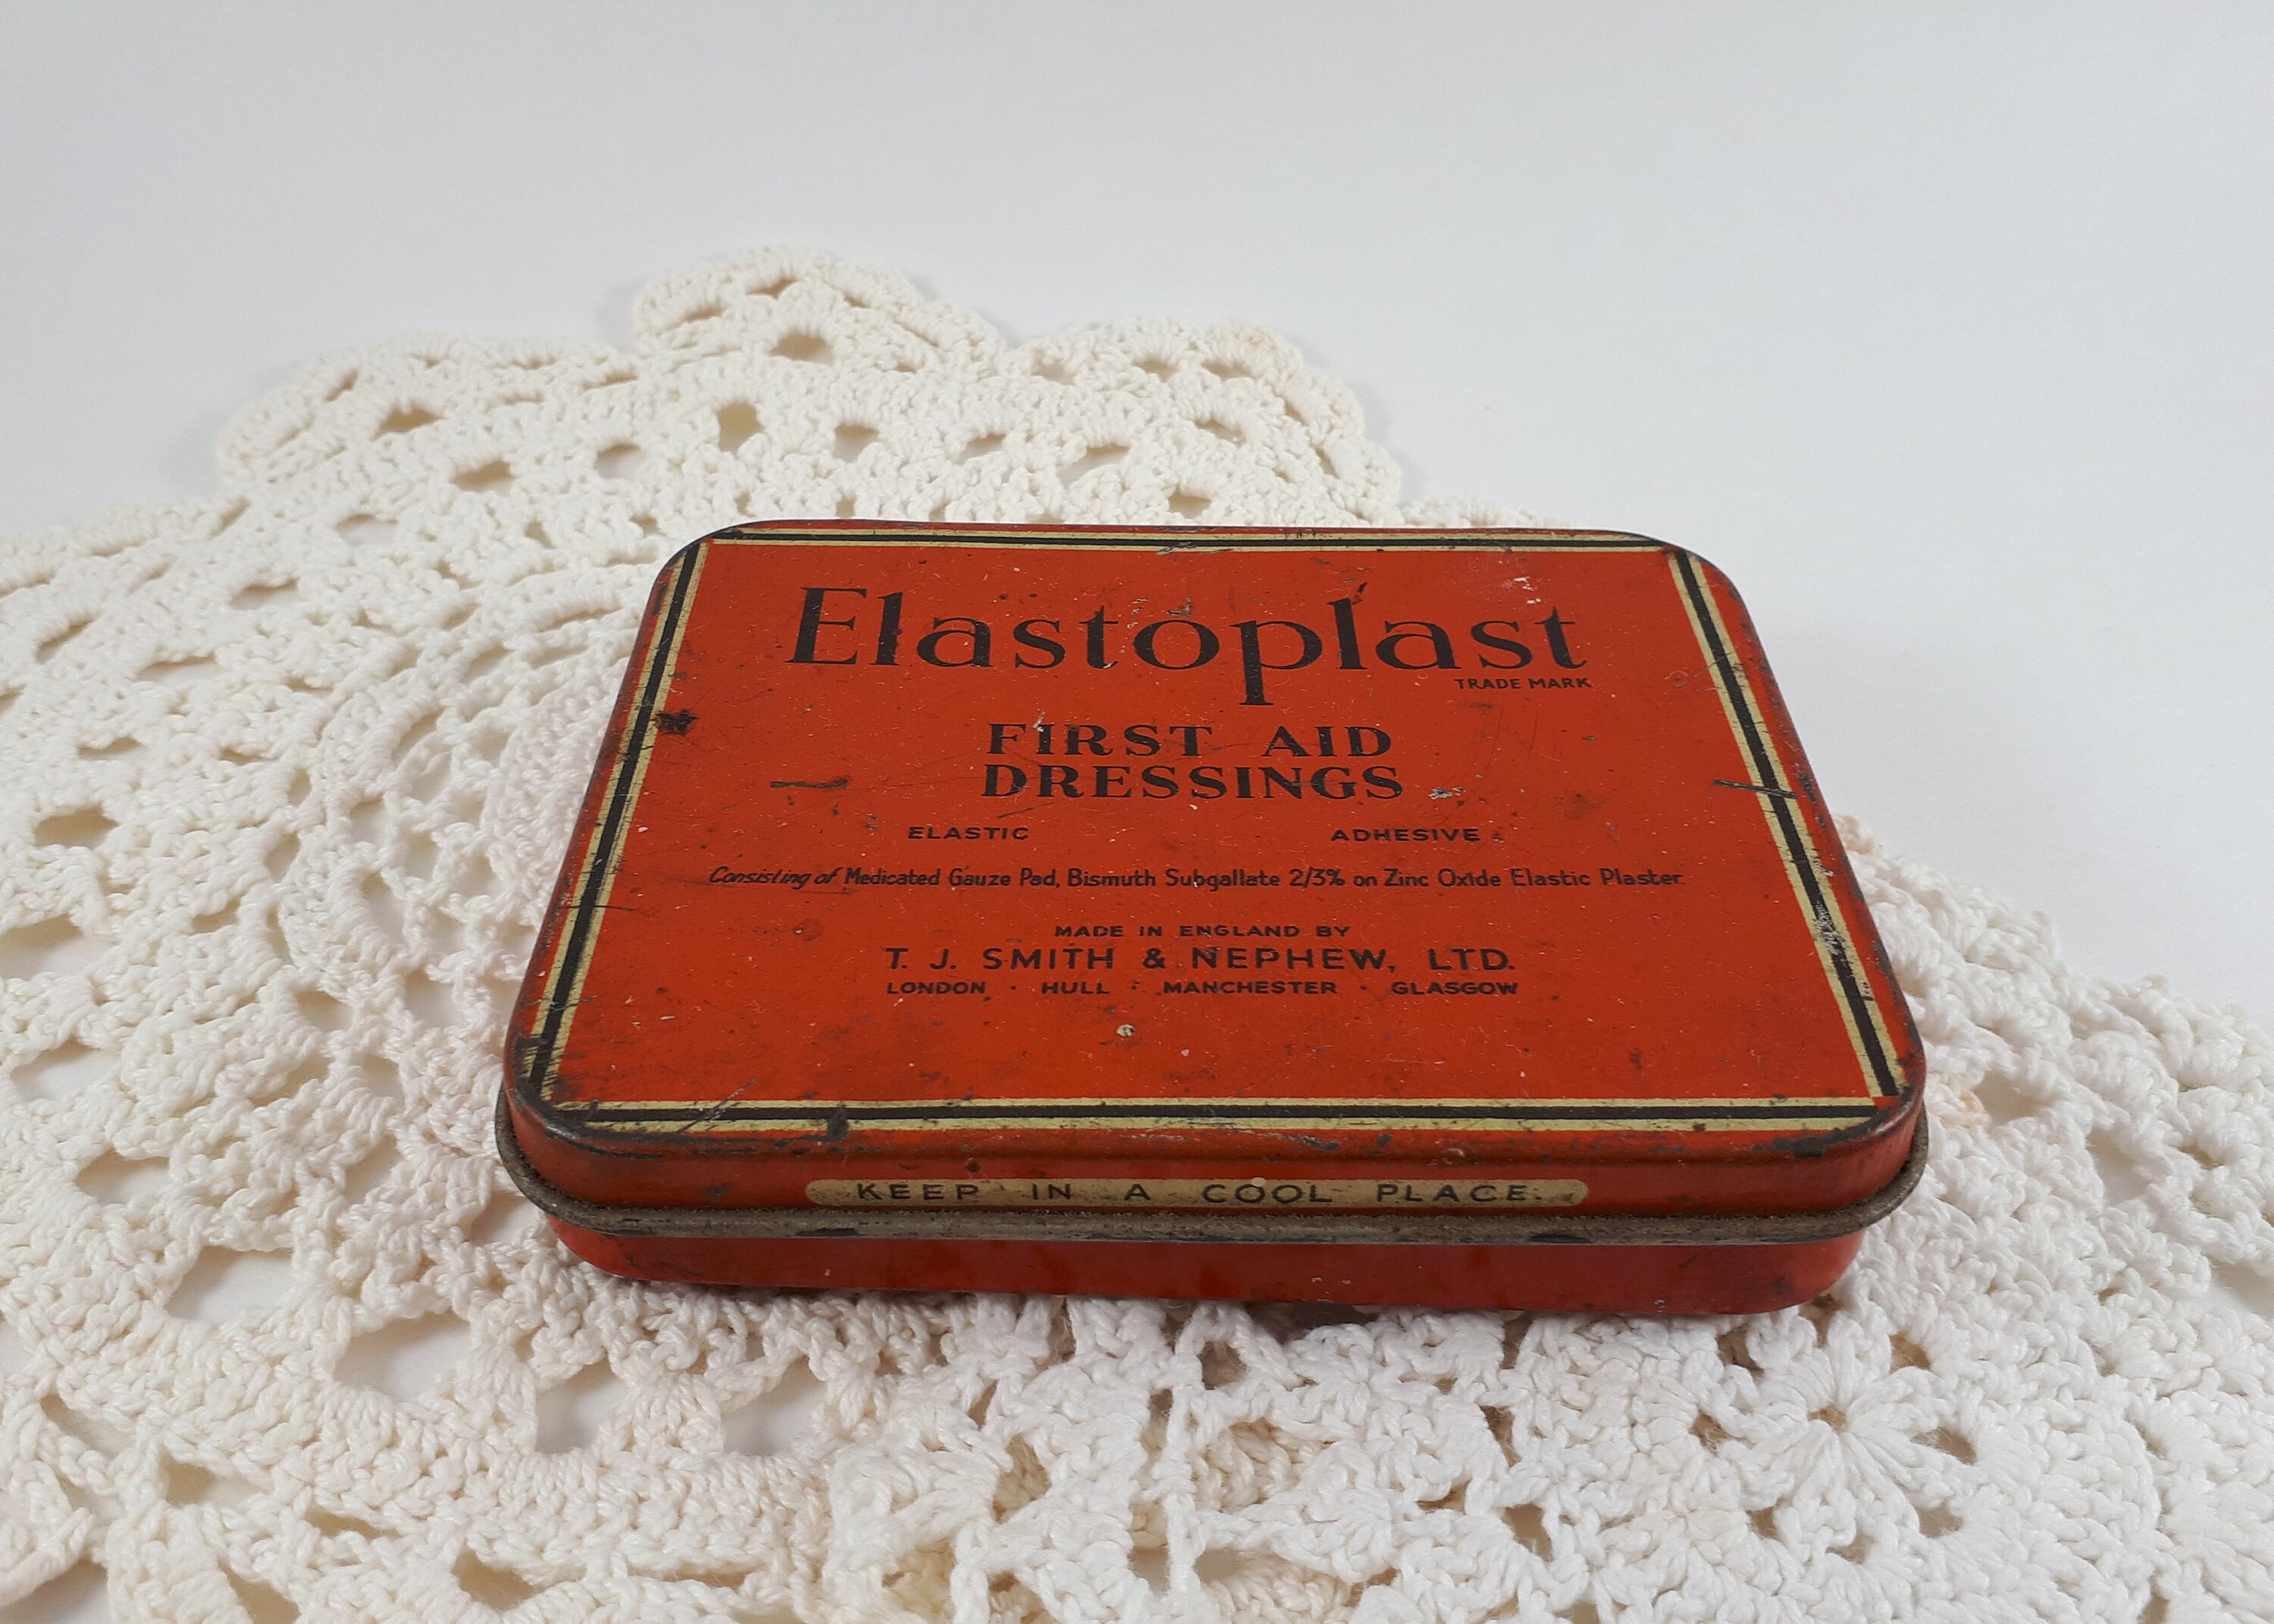 Elastoplast
TRADE MARK
FIRST AID
DRESSINGS
ELASTIC ADHESIVE
Consisting of Medicated Gauze Pad, Bismuth Subgallate 2/3% on Zinc Oxide Elastic Plaster.
MADE IN ENGLAND BY
T. J. SMITH & NEPHEW, LTD.
LONDON · HULL · MANCHESTER · GLASGOW
KEEP IN A COOL PLACE.